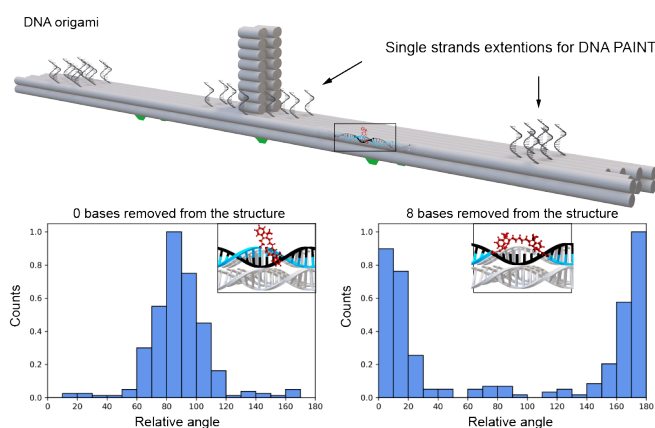 DNA origami
Single strands extentions for DNA PAINT
0 bases removed from the structure
8 bases removed from the structure
Counts
1.0
0.8
0.6
0.4
0.2
0.0
0 20 40 60 80 100 120 140 160 180
Relative angle
Counts
1.0
0.8
0.6
0.4
0.2
0.0
0 20 40 60 80 100 120 140 160 180
Relative angle